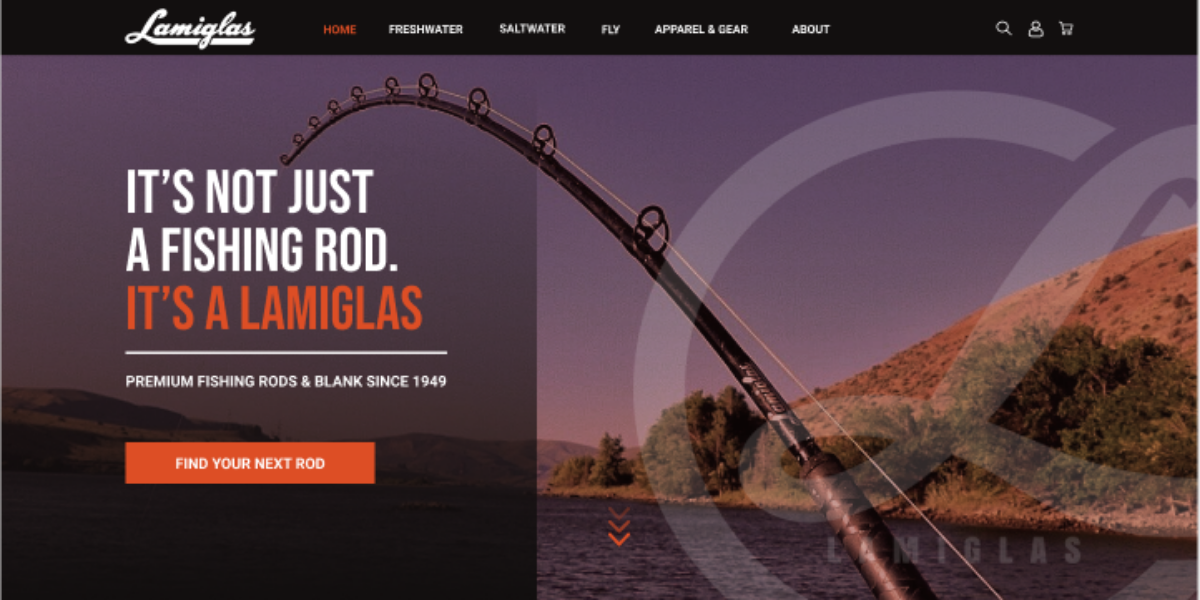 Lamiglas
HOME FRESHWATER SALTWATER FLY APPAREL & GEAR ABOUT
IT'S NOT JUST
A FISHING ROD.
IT'S A LAMIGLAS
PREMIUM FISHING RODS & BLANK SINCE 1949
FIND YOUR NEXT ROD
Lamiglas
LAMIGLAS